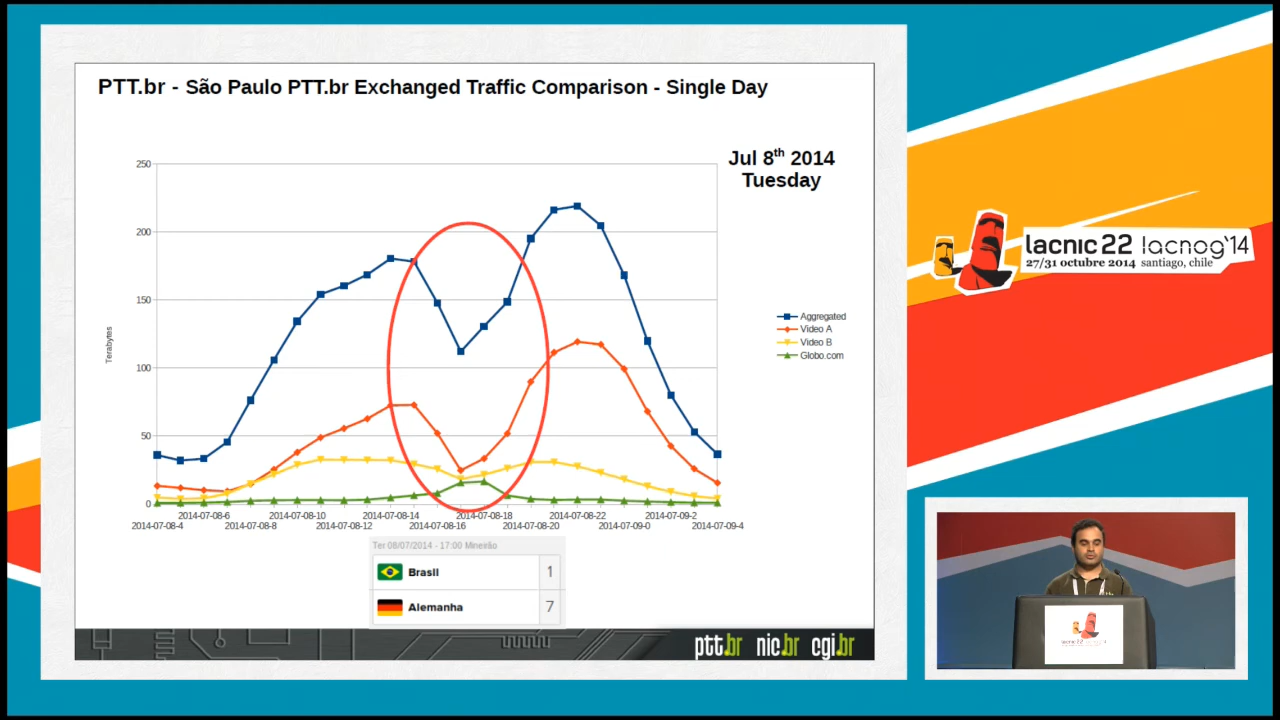 PTT.br - São Paulo PTT.br Exchanged Traffic Comparison - Single Day
Jul 8th 2014
Tuesday
250
200
150
100
50
0
Terabytes
Aggregated
Video A
Video B
Globo.com
2014-07-08-6
2014-07-08-10
2014-07-08-14
2014-07-08-18
2014-07-08-22
2014-07-09-2
2014-07-08-4
2014-07-08-8
2014-07-08-12
2014-07-08-16
2014-07-08-20
2014-07-09-0
2014-07-09-4
Ter 08/07/2014 - 17:00 Mineirão
Brasil 1
Alemanha 7
ptt.br nic.br cgi.br
lacnic 22 lacnog'14
27/31 octubre 2014 santiago, chile